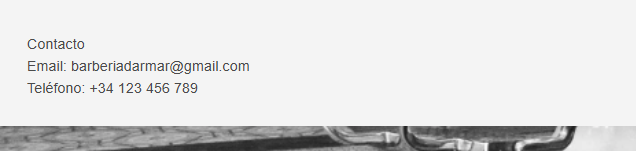 Contacto
Email: barberiadarmar@gmail.com
Teléfono: +34 123 456 789